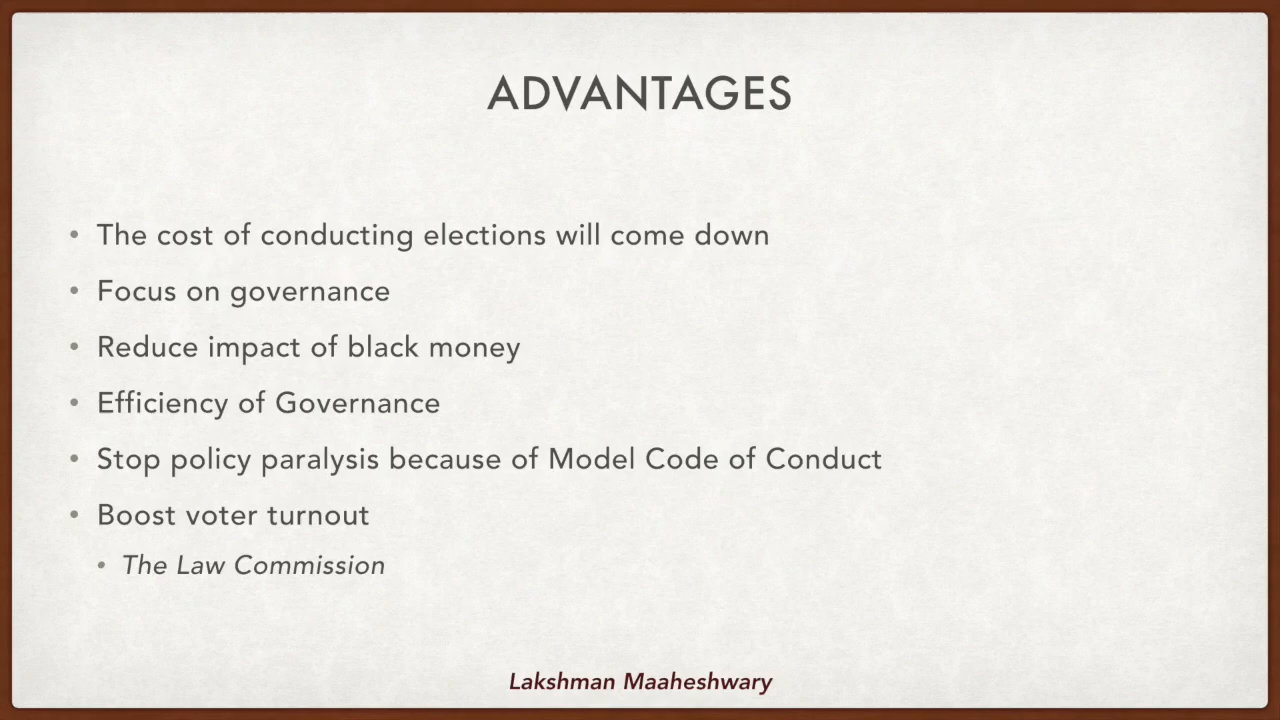 ADVANTAGES
• The cost of conducting elections will come down
• Focus on governance
• Reduce impact of black money
• Efficiency of Governance
• Stop policy paralysis because of Model Code of Conduct
• Boost voter turnout
• The Law Commission
Lakshman Maaheshwary